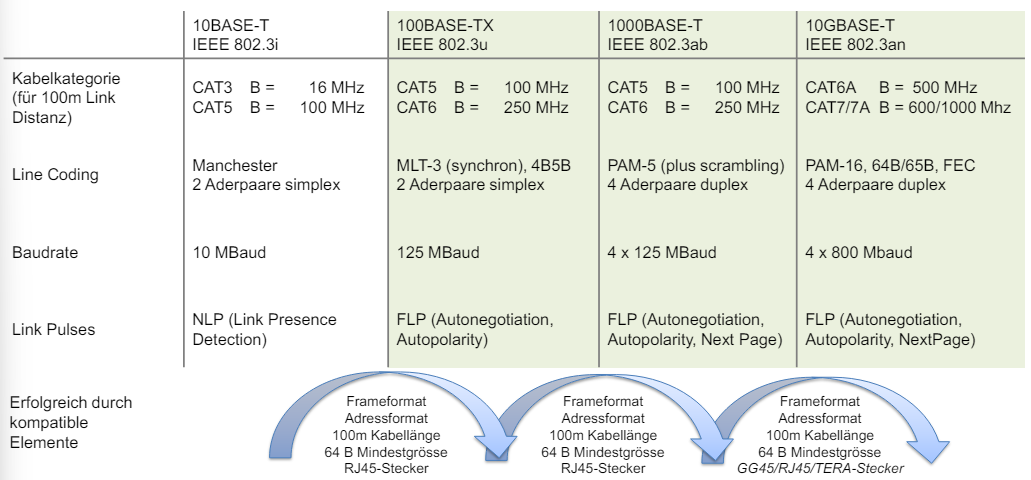 10BASE-T
IEEE 802.3i
100BASE-TX
IEEE 802.3u
1000BASE-T
IEEE 802.3ab
10GBASE-T
IEEE 802.3an
Kabelkategorie
(für 100m Link
Distanz)
CAT3 B = 16 MHz
CAT5 B = 100 MHz
CAT5 B = 100 MHz
CAT6 B = 250 MHz
CAT5 B = 100 MHz
CAT6 B = 250 MHz
CAT6A B = 500 MHz
CAT7/7A B = 600/1000 Mhz
Line Coding
Manchester
2 Aderpaare simplex
MLT-3 (synchron), 4B5B
2 Aderpaare simplex
PAM-5 (plus scrambling)
4 Aderpaare duplex
PAM-16, 64B/65B, FEC
4 Aderpaare duplex
Baudrate
10 MBaud
125 MBaud
4 x 125 MBaud
4 x 800 Mbaud
Link Pulses
NLP (Link Presence
Detection)
FLP (Autonegotiation,
Autopolarity)
FLP (Autonegotiation,
Autopolarity, Next Page)
FLP (Autonegotiation,
Autopolarity, NextPage)
Erfolgreich durch
kompatible
Elemente
Frameformat
Adressformat
100m Kabellänge
64 B Mindestgrösse
RJ45-Stecker
Frameformat
Adressformat
100m Kabellänge
64 B Mindestgrösse
RJ45-Stecker
Frameformat
Adressformat
100m Kabellänge
64 B Mindestgrösse
GG45/RJ45/TERA-Stecker